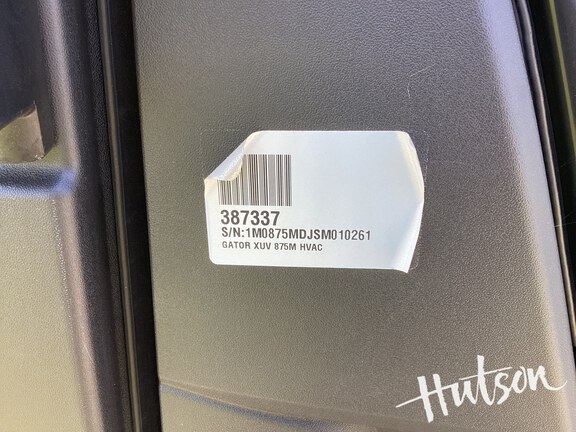 387337
S/N:1M0875MDJSM010261
GATOR XUV 875M HVAC
Hutson